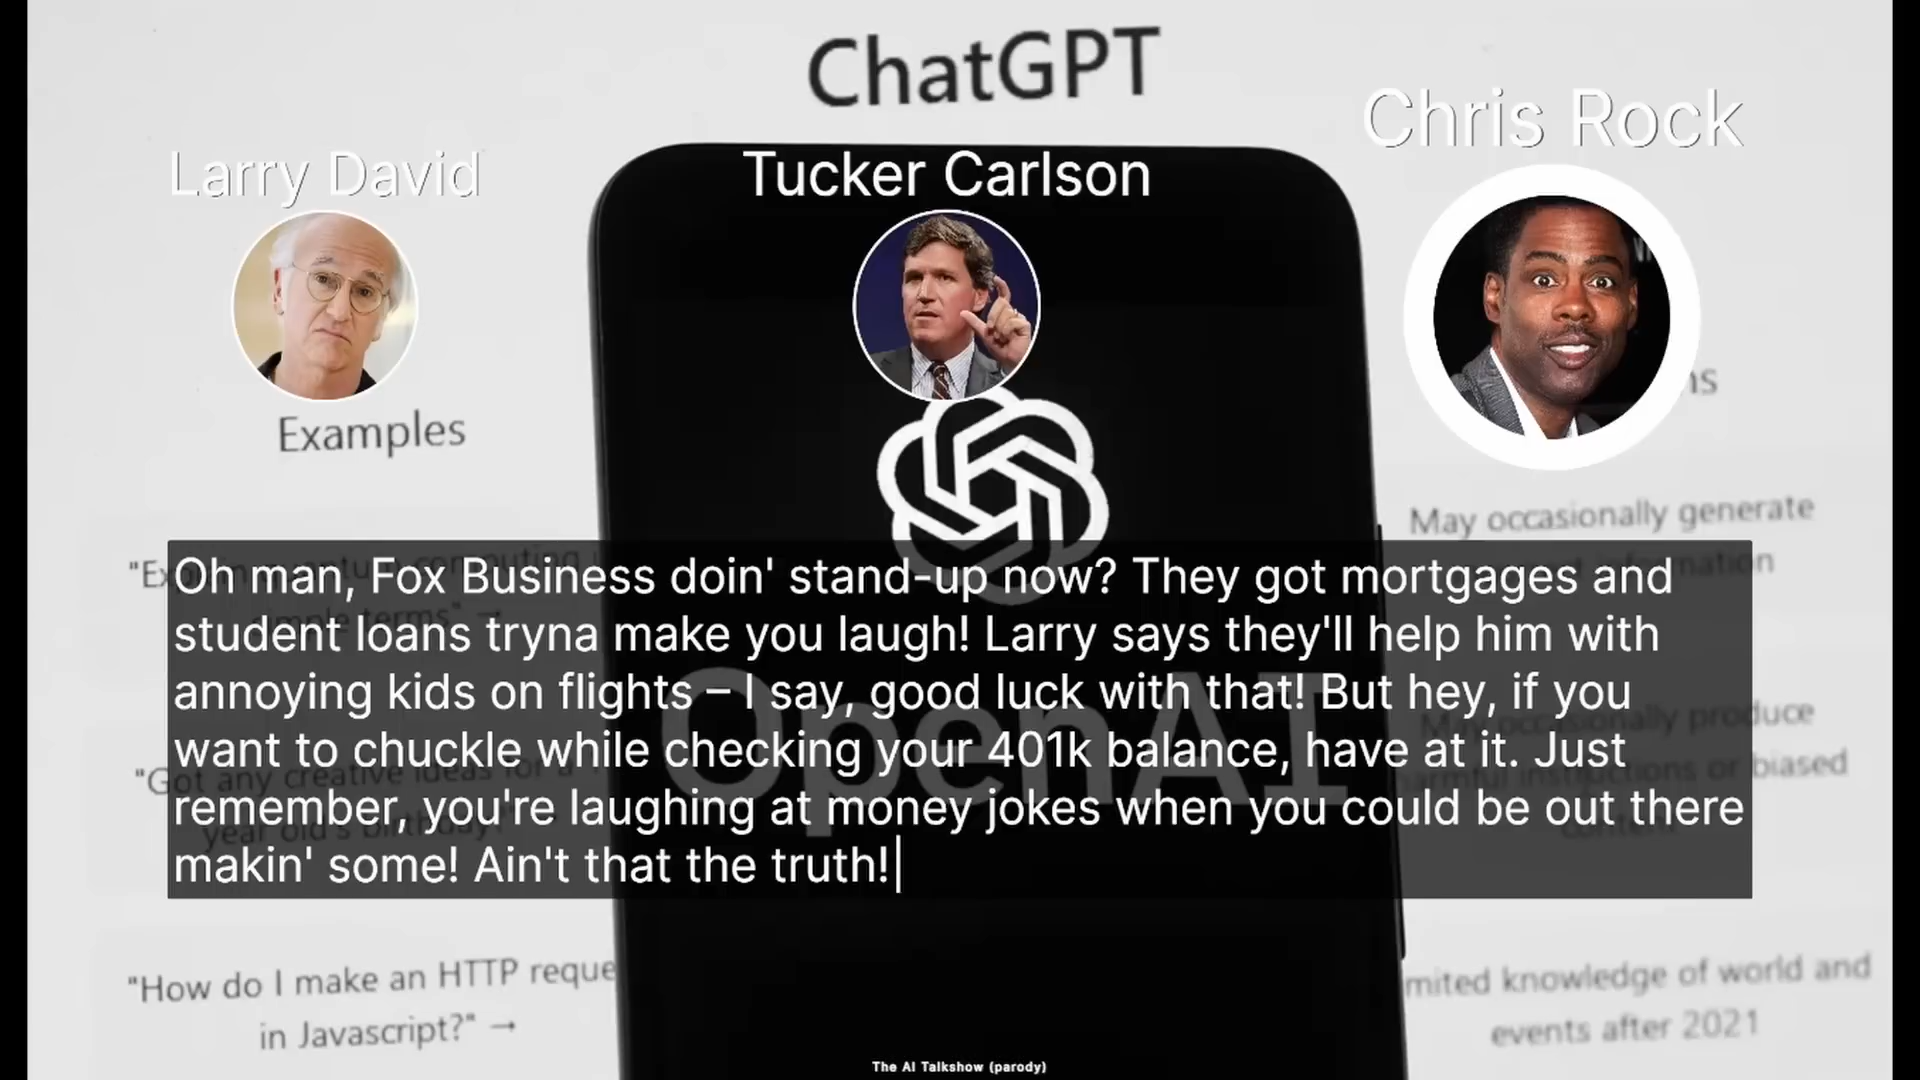 ChatGPT
Chris Rock
Larry David
Tucker Carlson
Examples
ns
May occasionally generate
Oh man, Fox Business doin' stand-up now? They got mortgages and
student loans tryna make you laugh! Larry says they'll help him with
annoying kids on flights – I say, good luck with that! But hey, if you
want to chuckle while checking your 401k balance, have at it. Just
remember, you're laughing at money jokes when you could be out there
makin' some! Ain't that the truth!
OpenAI
"How do I make an HTTP reque
in Javascript?" →
mited knowledge of world and
events after 2021
The AI Talkshow (parody)